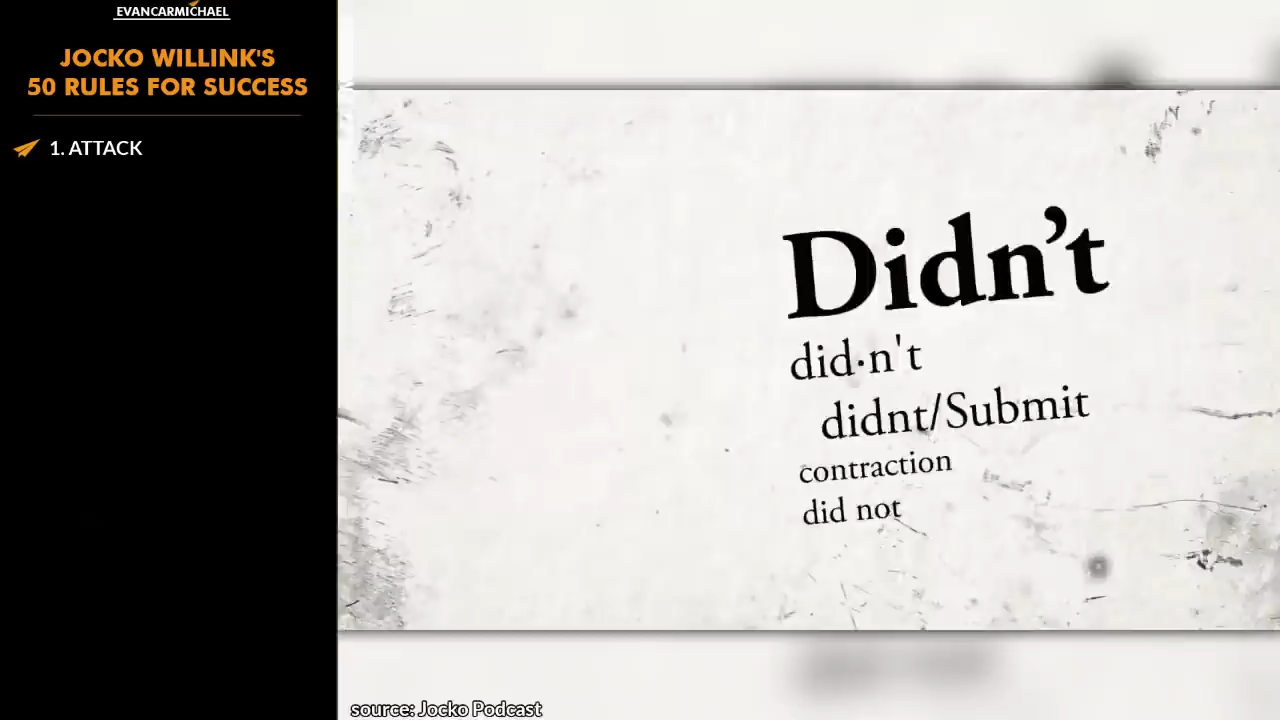 EVANCARMICHAEL
JOCKO WILLINK'S
50 RULES FOR SUCCESS
1. ATTACK
Didn’t
did·n't
didnt/Submit
contraction
did not
source: Jocko Podcast